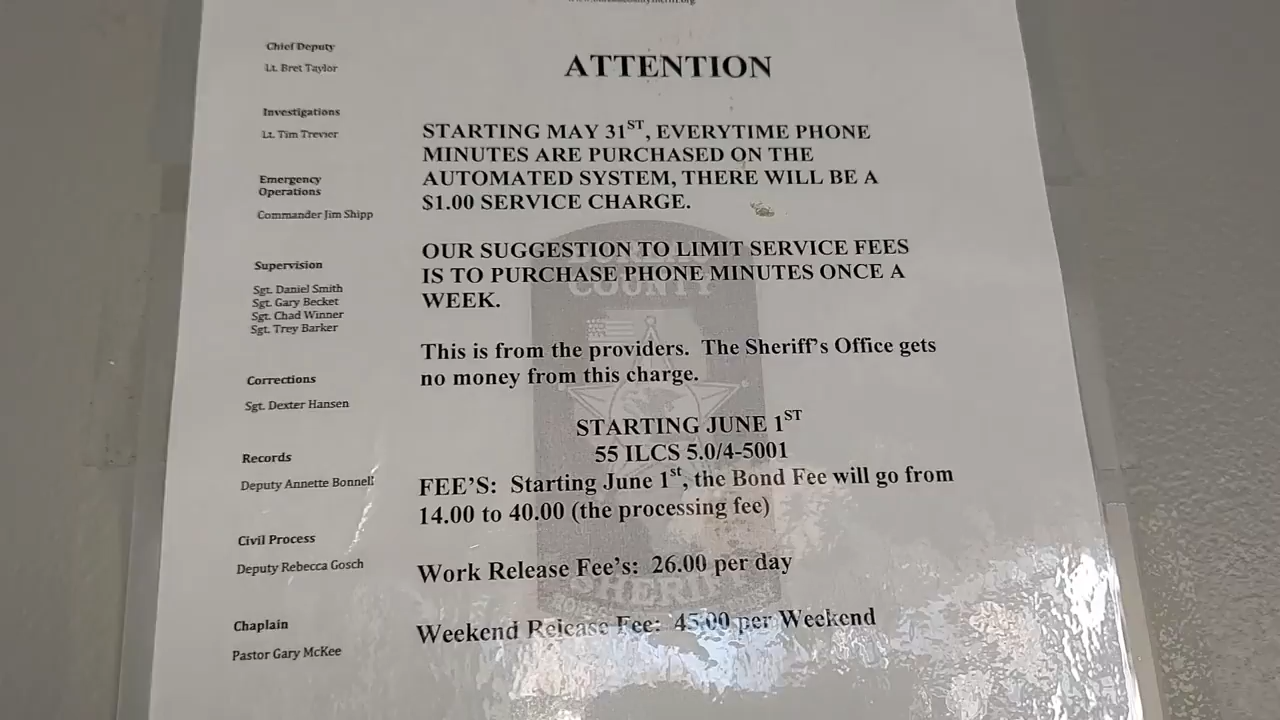 Chief Deputy
Lt. Bret Taylor
Investigations
Lt. Tim Trevier
Emergency
Operations
Commander Jim Shipp
Supervision
Sgt. Daniel Smith
Sgt. Gary Becket
Sgt. Chad Winner
Sgt. Trey Barker
Corrections
Sgt. Dexter Hansen
Records
Deputy Annette Bonnell
Civil Process
Deputy Rebecca Gosch
Chaplain
Pastor Gary McKee
ATTENTION
STARTING MAY 31ST, EVERYTIME PHONE
MINUTES ARE PURCHASED ON THE
AUTOMATED SYSTEM, THERE WILL BE A
$1.00 SERVICE CHARGE.
OUR SUGGESTION TO LIMIT SERVICE FEES
IS TO PURCHASE PHONE MINUTES ONCE A
WEEK.
This is from the providers. The Sheriff's Office gets
no money from this charge.
STARTING JUNE 1ST
55 ILCS 5.0/4-5001
FEE'S: Starting June 1st, the Bond Fee will go from
14.00 to 40.00 (the processing fee)
Work Release Fee's: 26.00 per day
Weekend Release Fee: 45.00 per Weekend
COUNTY
SHERIFF